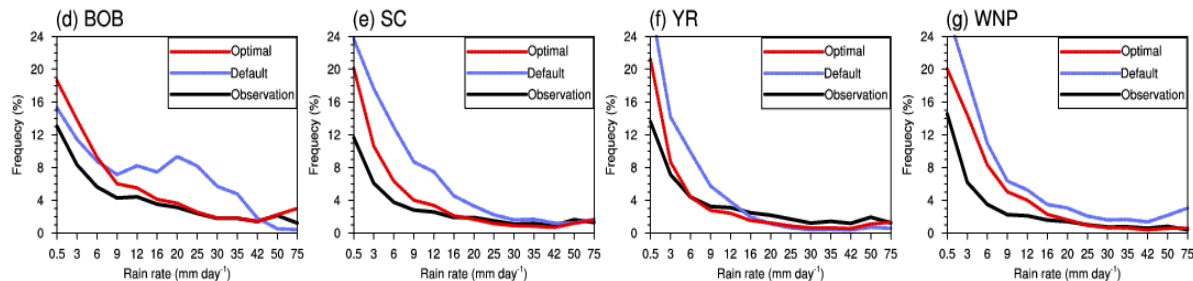 (d) BOB
24
20
16
12
8
4
0
Frequecy (%)
Optimal
Default
Observation
0.5 3 6 9 12 16 20 25 30 35 42 50 75
Rain rate (mm day-1)
(e) SC
24
20
16
12
8
4
0
Frequecy (%)
Optimal
Default
Observation
0.5 3 6 9 12 16 20 25 30 35 42 50 75
Rain rate (mm day-1)
(f) YR
24
20
16
12
8
4
0
Frequecy (%)
Optimal
Default
Observation
0.5 3 6 9 12 16 20 25 30 35 42 50 75
Rain rate (mm day-1)
(g) WNP
24
20
16
12
8
4
0
Frequecy (%)
Optimal
Default
Observation
0.5 3 6 9 12 16 20 25 30 35 42 50 75
Rain rate (mm day-1)